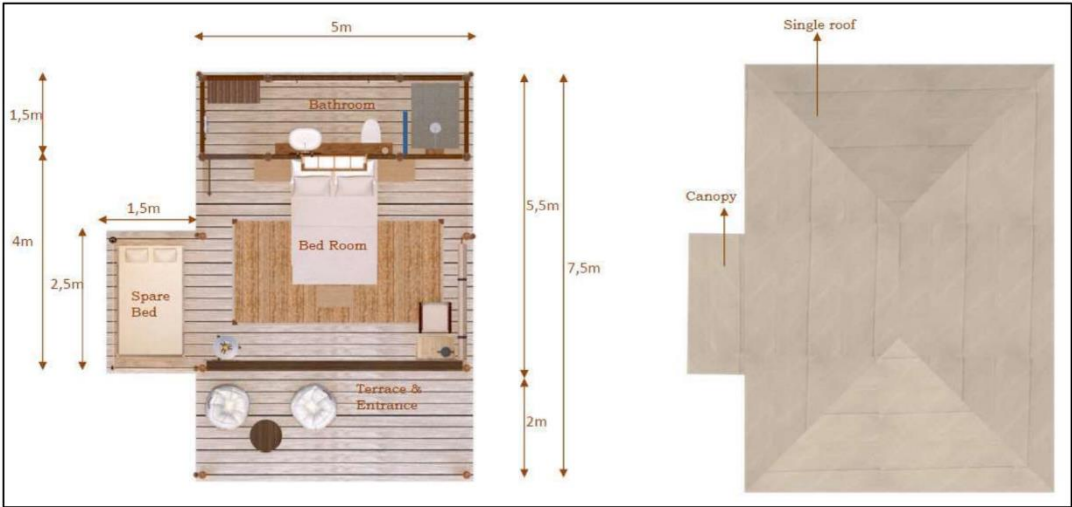 5m
Single roof
Bathroom
1,5m
Canopy
1,5m
5,5m
4m
Bed Room
7,5m
2,5m
Spare
Bed
Terrace &
Entrance
2m